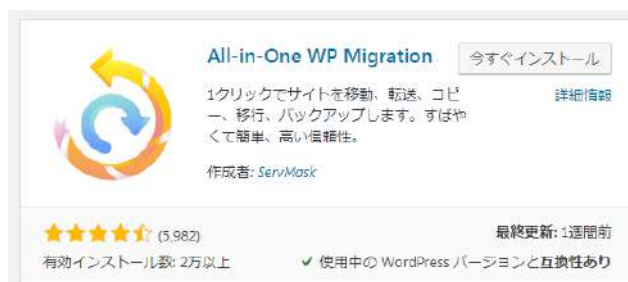 All-in-One WP Migration
今すぐインストール
1クリックでサイトを移動、転送、コピ
ー、移行、バックアップします。すばや
くて簡単、高い信頼性。
詳細情報
作成者: ServMask
(5,982)
最終更新: 1週間前
有効インストール数: 2万以上
✔ 使用中の WordPress バージョンと互換性あり